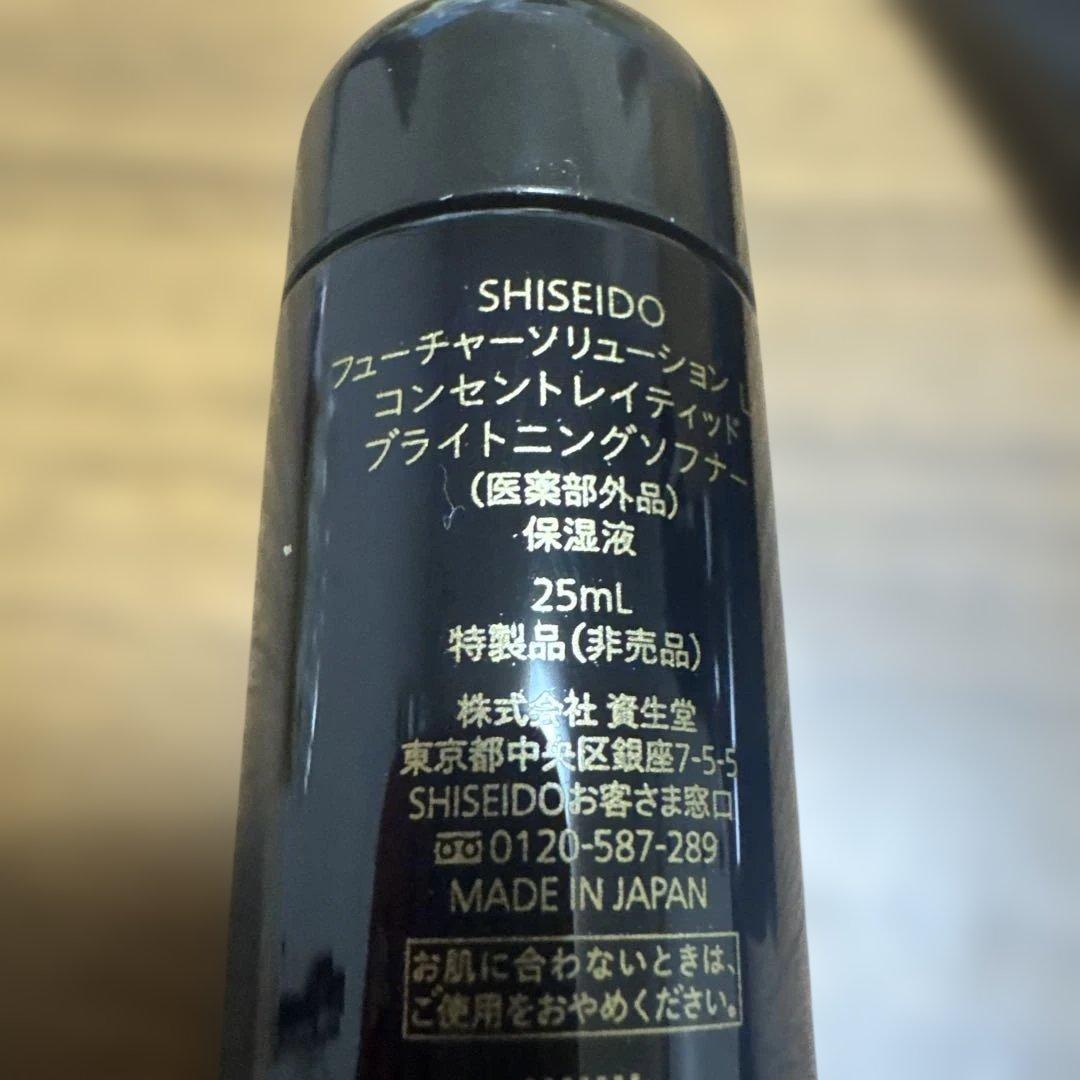 SHISEIDO
フューチャーソリューション L
コンセントレイティッド
ブライトニングソフナー
(医薬部外品)
保湿液
25mL
特製品(非売品)
株式会社 資生堂
東京都中央区銀座7-5-5
SHISEIDOお客さま窓口
0120-587-289
MADE IN JAPAN
お肌に合わないときは、
ご使用をおやめください。